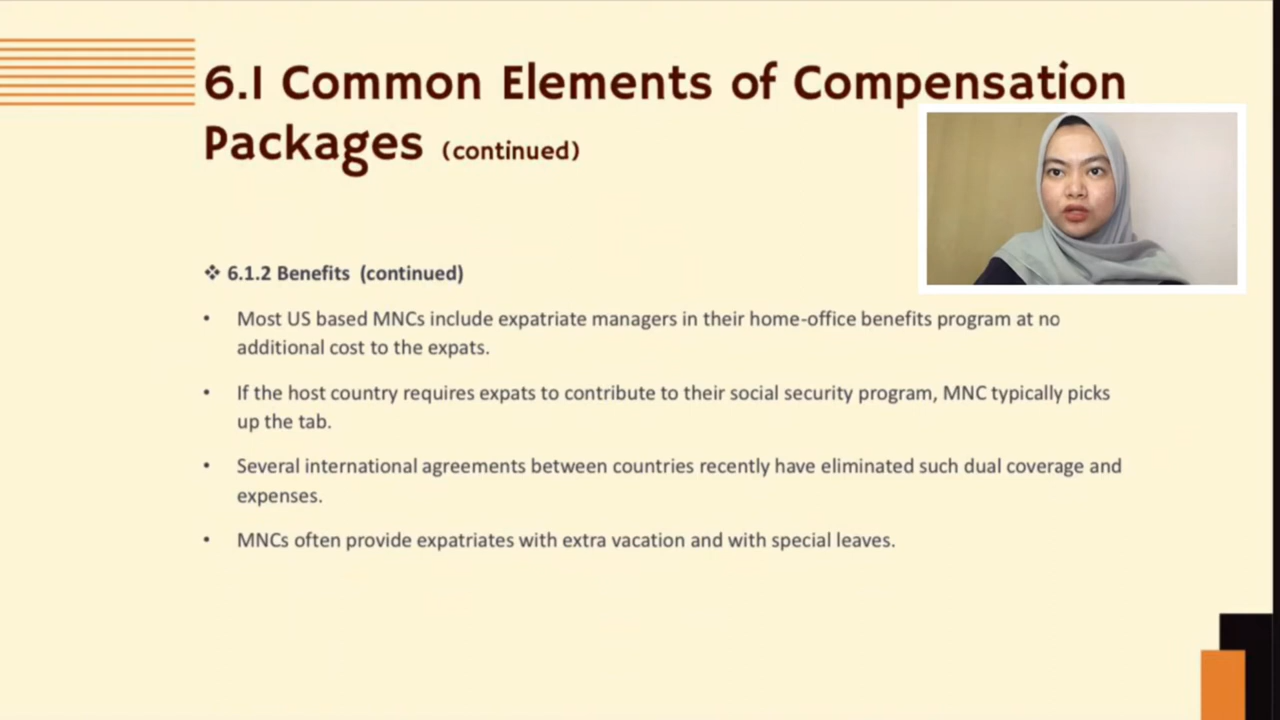 6.1 Common Elements of Compensation
Packages (continued)
❖ 6.1.2 Benefits (continued)
• Most US based MNCs include expatriate managers in their home-office benefits program at no
additional cost to the expats.
• If the host country requires expats to contribute to their social security program, MNC typically picks
up the tab.
• Several international agreements between countries recently have eliminated such dual coverage and
expenses.
• MNCs often provide expatriates with extra vacation and with special leaves.